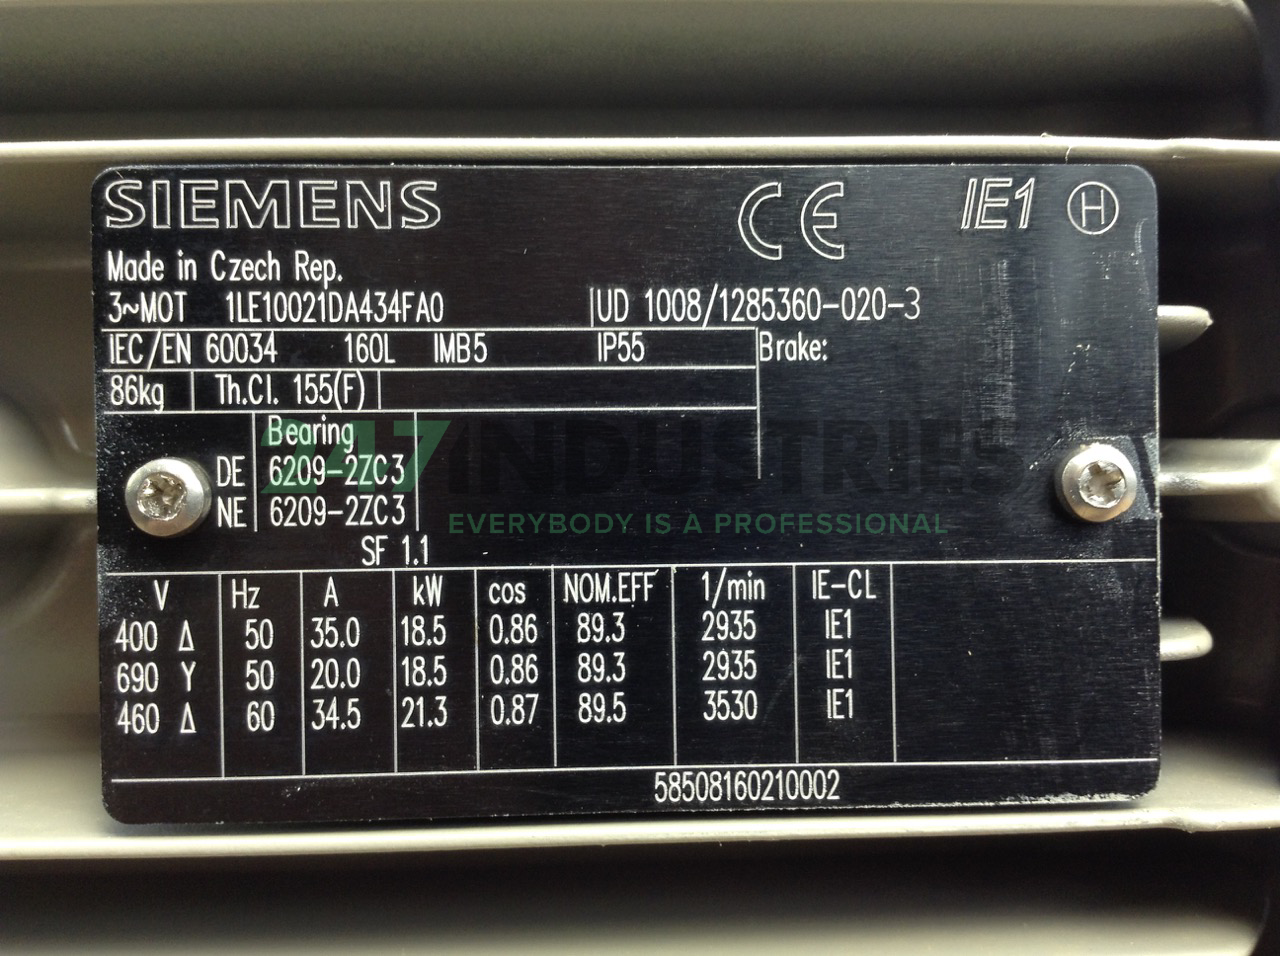 SIEMENS CE IE1 H
Made in Czech Rep.
3~MOT 1LE10021DA434FA0 UD 1008/1285360-020-3
IEC/EN 60034 160L IMB5 IP55 Brake:
86kg Th.Cl. 155(F)
Bearing
DE 6209-2ZC3
NE 6209-2ZC3
SF 1.1
247 INDUSTRIES
EVERYBODY IS A PROFESSIONAL
V Hz A kW cos NOM.EFF 1/min IE-CL
400 Δ 50 35.0 18.5 0.86 89.3 2935 IE1
690 Y 50 20.0 18.5 0.86 89.3 2935 IE1
460 Δ 60 34.5 21.3 0.87 89.5 3530 IE1
58508160210002